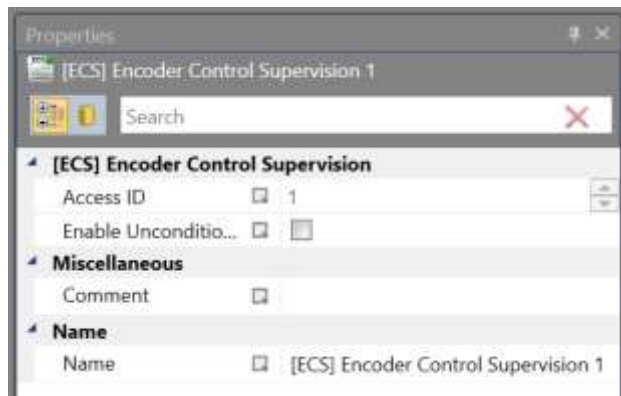 Properties
[ECS] Encoder Control Supervision 1
Search
[ECS] Encoder Control Supervision
Access ID 1
Enable Unconditio...
Miscellaneous
Comment
Name
Name [ECS] Encoder Control Supervision 1